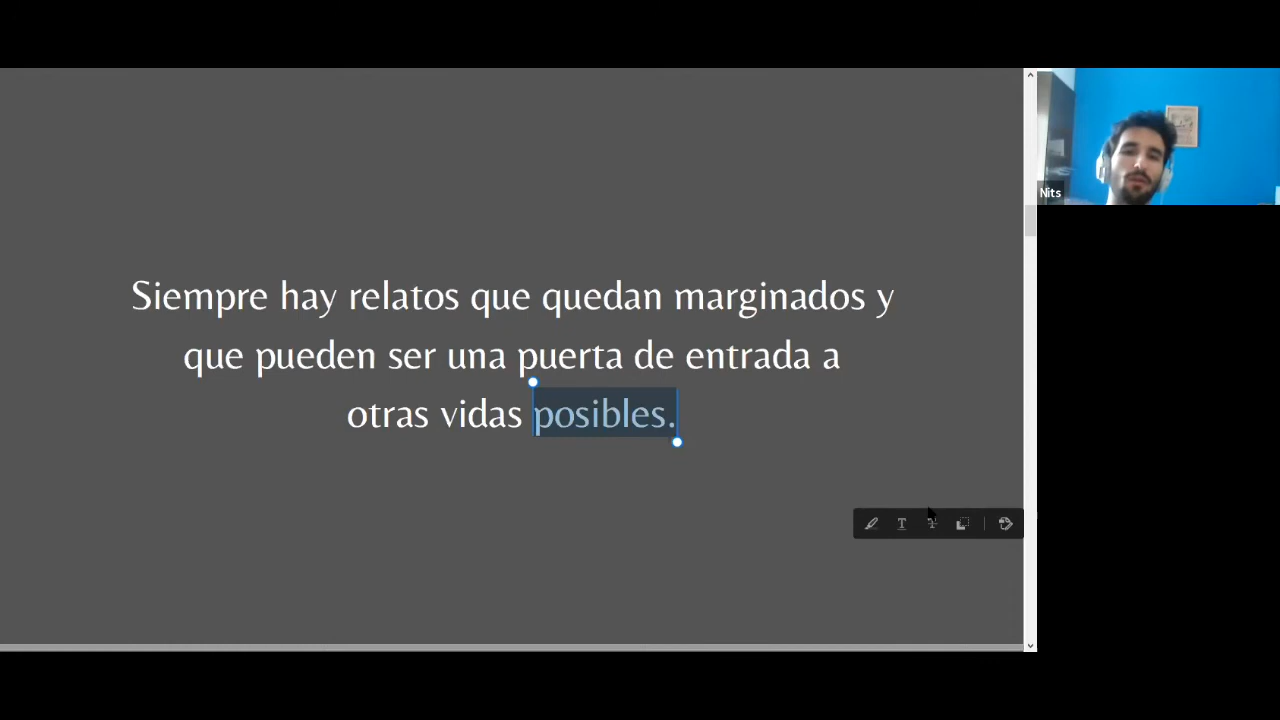 Siempre hay relatos que quedan marginados y
que pueden ser una puerta de entrada a
otras vidas posibles.
Nits